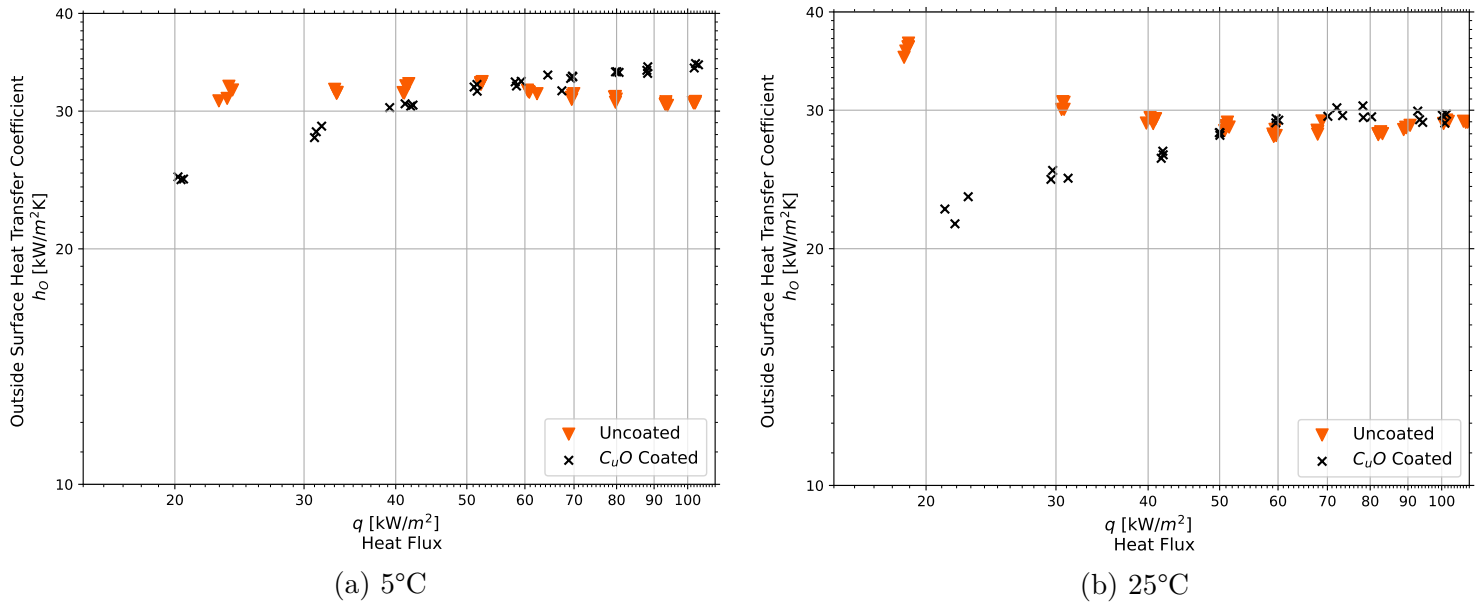 Outside Surface Heat Transfer Coefficient
$h_O$ [kW/$m^2$K]
40
30
20
10
20 30 40 50 60 70 80 90 100
$q$ [kW/$m^2$]
Heat Flux
Uncoated
$C_uO$ Coated
(a) 5°C
Outside Surface Heat Transfer Coefficient
$h_O$ [kW/$m^2$K]
40
30
20
10
20 30 40 50 60 70 80 90 100
$q$ [kW/$m^2$]
Heat Flux
Uncoated
$C_uO$ Coated
(b) 25°C